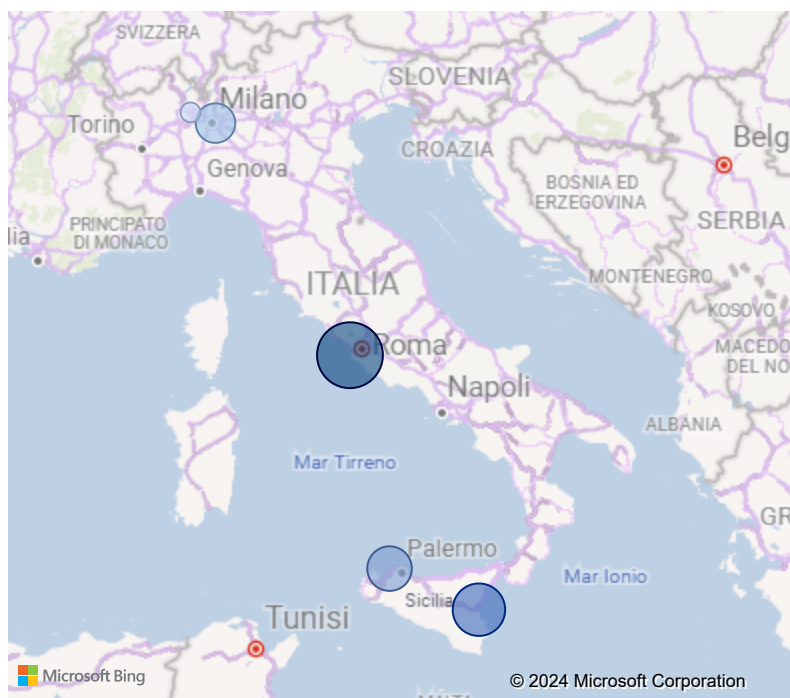 SVIZZERA
SLOVENIA
Milano
Torino
Belg
CROAZIA
Genova
BOSNIA ED
ERZEGOVINA
PRINCIPATO
DI MONACO
SERBIA
lia
ITALIA
MONTENEGRO
KOSOVO
Roma
MACEDO
DEL NO
Napoli
ALBANIA
Mar Tirreno
GR
Palermo
Mar Ionio
Sicilia
Tunisi
Microsoft Bing
© 2024 Microsoft Corporation